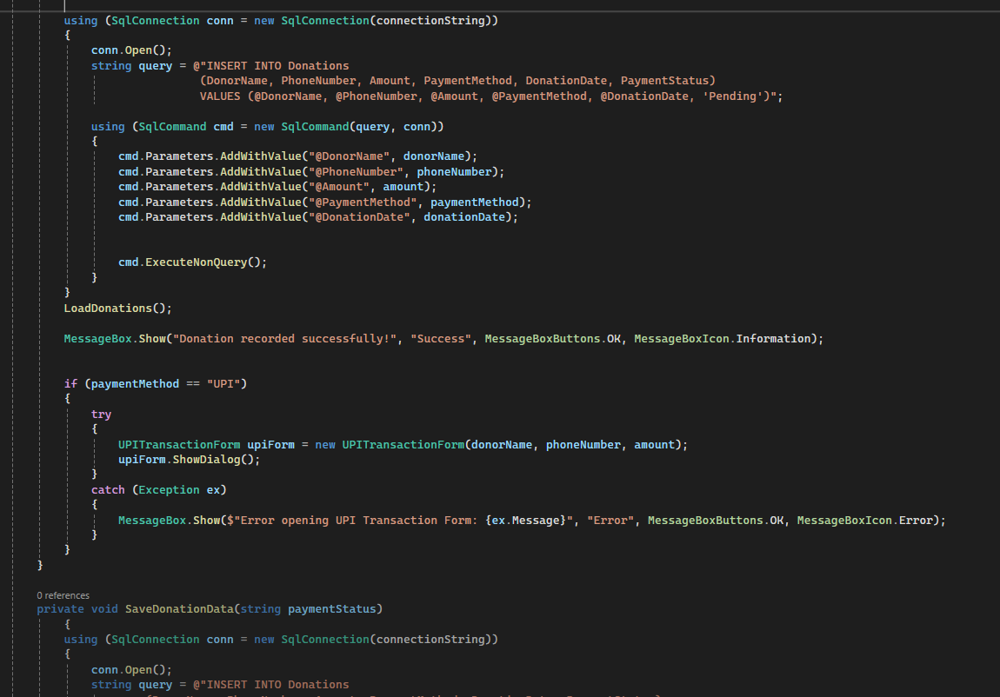 using (SqlConnection conn = new SqlConnection(connectionString))
{
conn.Open();
string query = @"INSERT INTO Donations
(DonorName, PhoneNumber, Amount, PaymentMethod, DonationDate, PaymentStatus)
VALUES (@DonorName, @PhoneNumber, @Amount, @PaymentMethod, @DonationDate, 'Pending')";
using (SqlCommand cmd = new SqlCommand(query, conn))
{
cmd.Parameters.AddWithValue("@DonorName", donorName);
cmd.Parameters.AddWithValue("@PhoneNumber", phoneNumber);
cmd.Parameters.AddWithValue("@Amount", amount);
cmd.Parameters.AddWithValue("@PaymentMethod", paymentMethod);
cmd.Parameters.AddWithValue("@DonationDate", donationDate);
cmd.ExecuteNonQuery();
}
}
LoadDonations();
MessageBox.Show("Donation recorded successfully!", "Success", MessageBoxButtons.OK, MessageBoxIcon.Information);
if (paymentMethod == "UPI")
{
try
{
UPITransactionForm upiForm = new UPITransactionForm(donorName, phoneNumber, amount);
upiForm.ShowDialog();
}
catch (Exception ex)
{
MessageBox.Show($"Error opening UPI Transaction Form: {ex.Message}", "Error", MessageBoxButtons.OK, MessageBoxIcon.Error);
}
}
}
0 references
private void SaveDonationData(string paymentStatus)
{
using (SqlConnection conn = new SqlConnection(connectionString))
{
conn.Open();
string query = @"INSERT INTO Donations